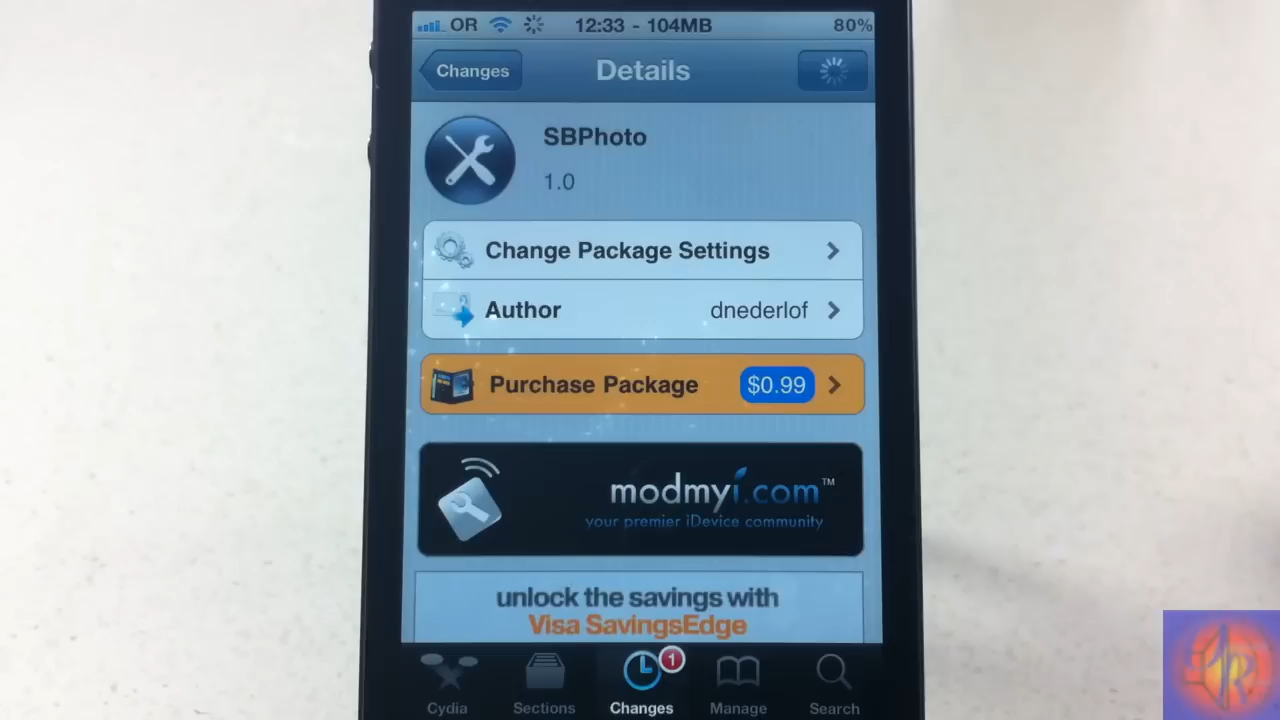 OR 12:33 - 104MB 80%
Changes Details
SBPhoto
1.0
Change Package Settings
Author dnederlof
Purchase Package $0.99
modmyi.com™
your premier iDevice community
unlock the savings with
Visa SavingsEdge
1
Cydia Sections Changes Manage Search